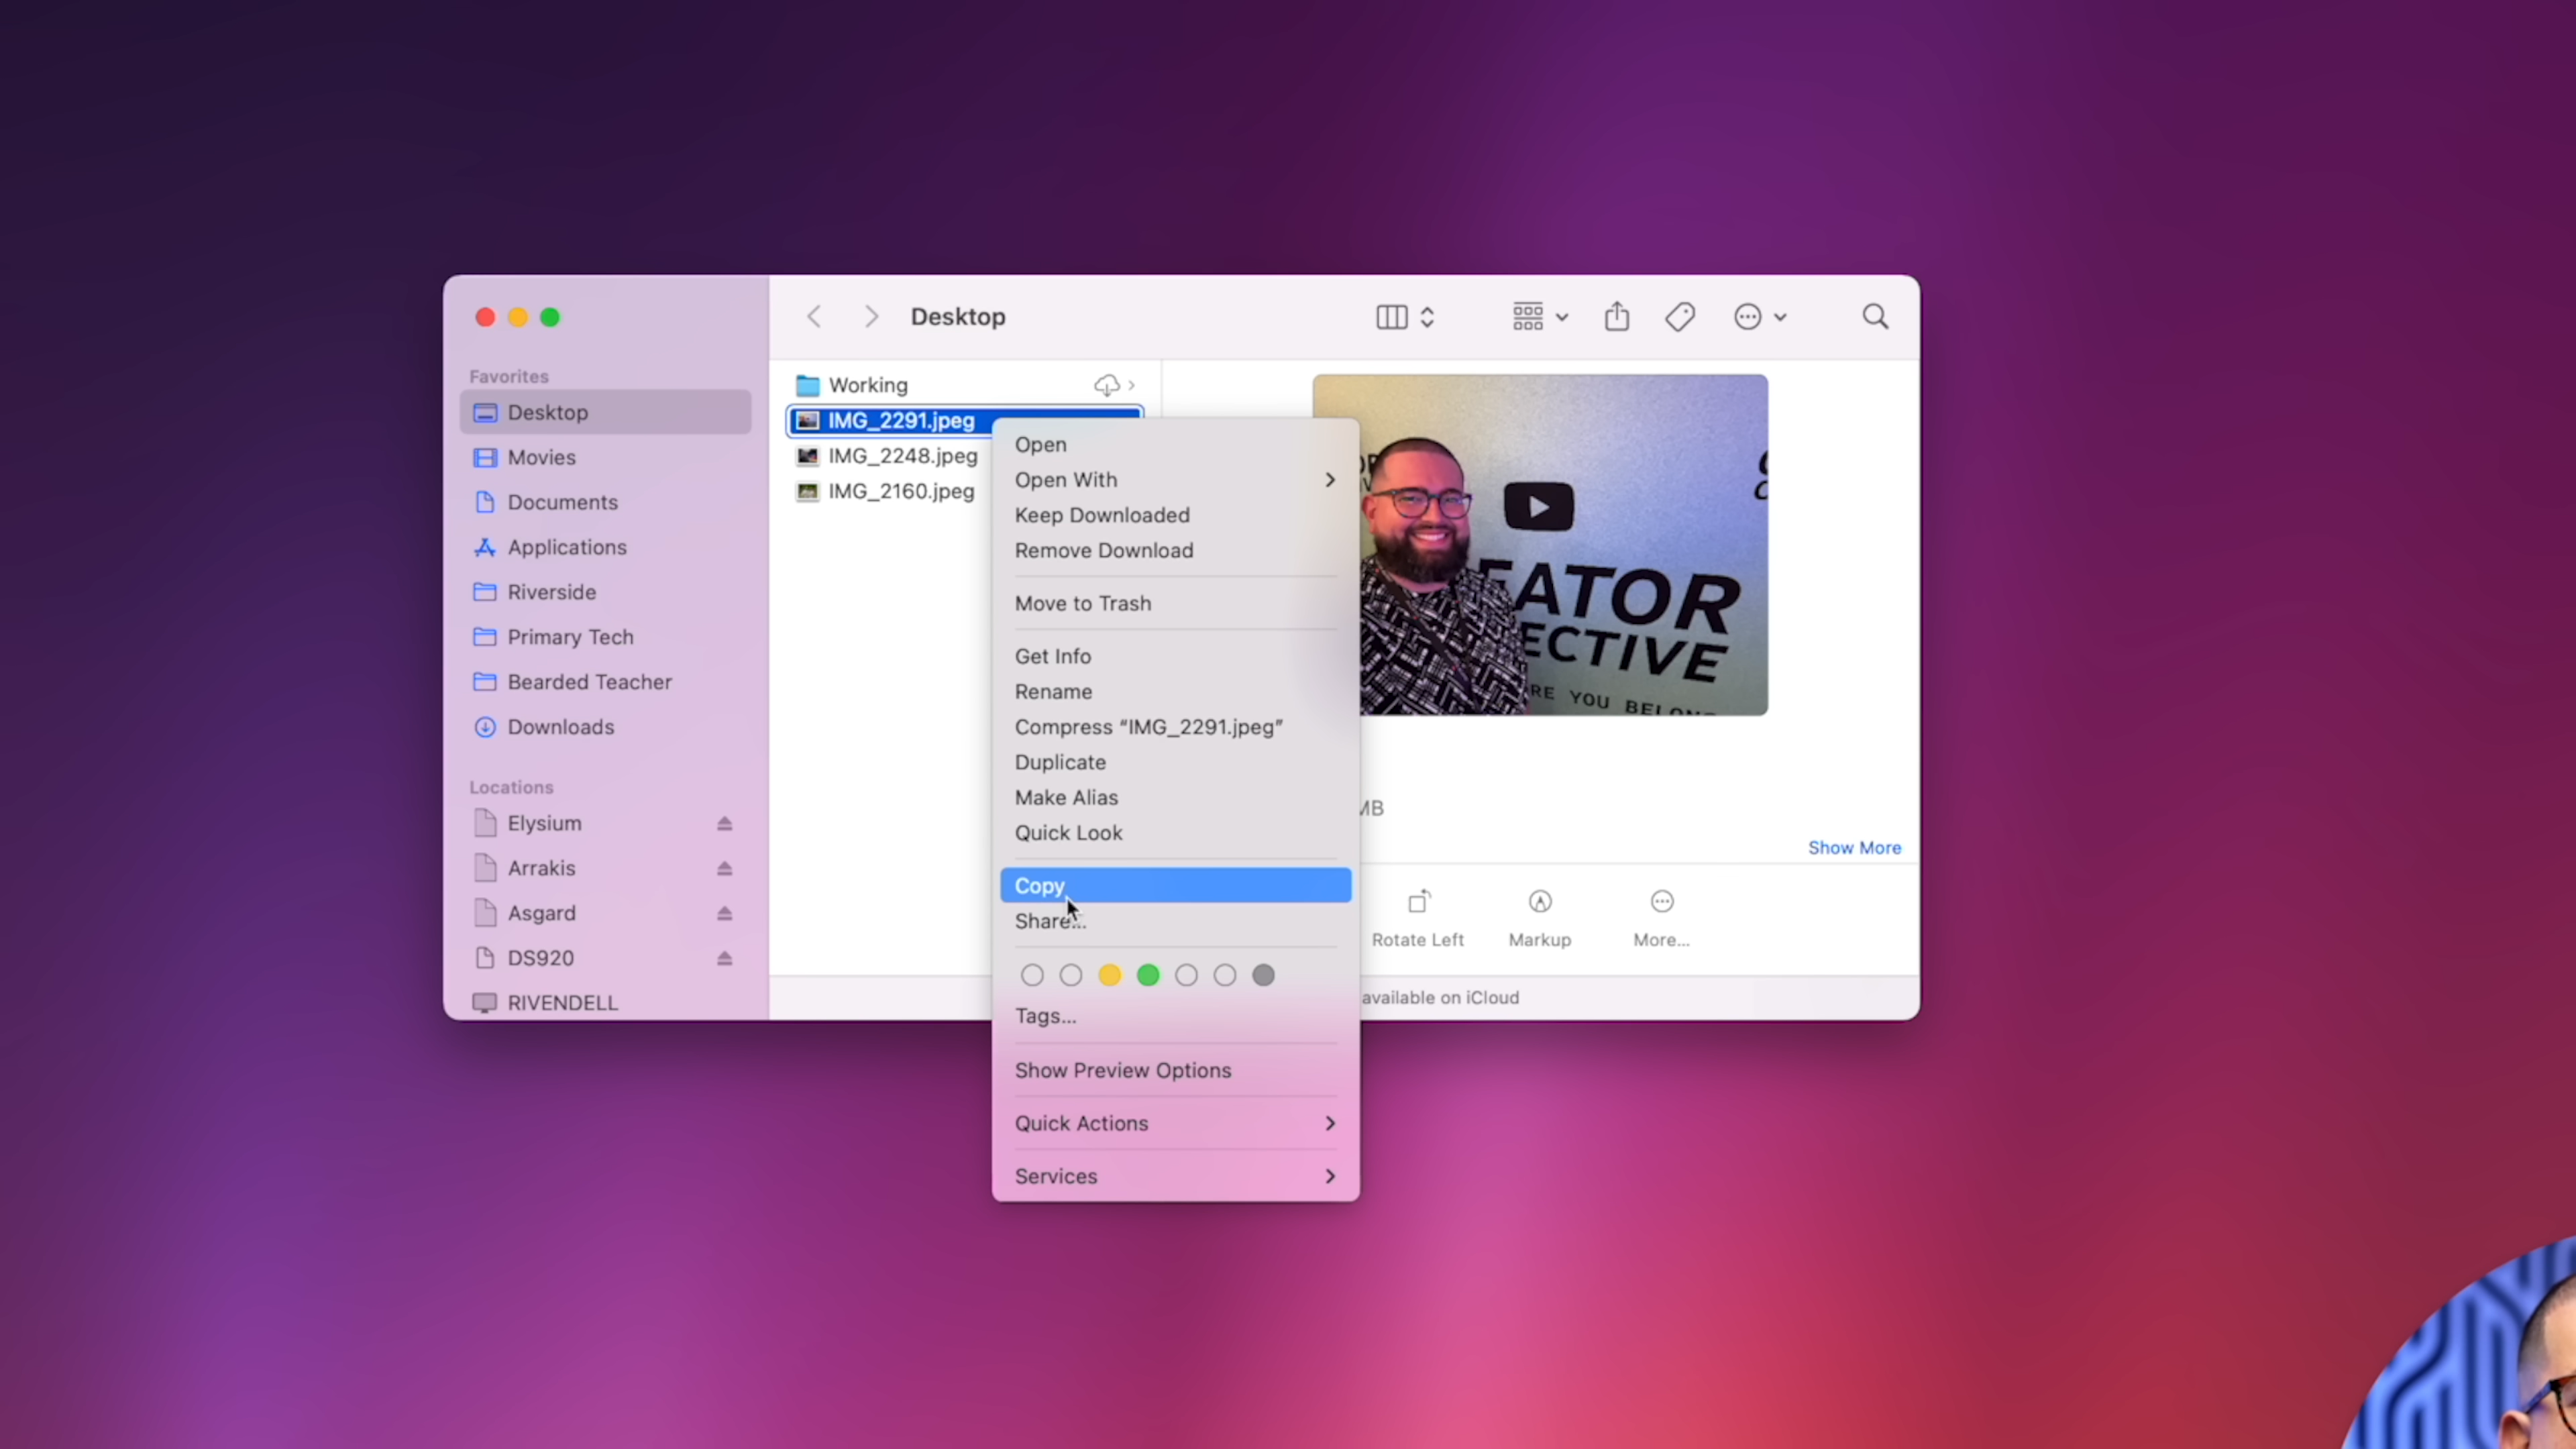 Desktop
Favorites
Desktop
Movies
Documents
Applications
Riverside
Primary Tech
Bearded Teacher
Downloads
Locations
Elysium
Arrakis
Asgard
DS920
RIVENDELL
Working
IMG_2291.jpeg
IMG_2248.jpeg
IMG_2160.jpeg
Open
Open With
Keep Downloaded
Remove Download
Move to Trash
Get Info
Rename
Compress “IMG_2291.jpeg”
Duplicate
Make Alias
Quick Look
Copy
Share...
Tags...
Show Preview Options
Quick Actions
Services
EATOR
ECTIVE
RE YOU BELONG
MB
Show More
Rotate Left
Markup
More...
available on iCloud